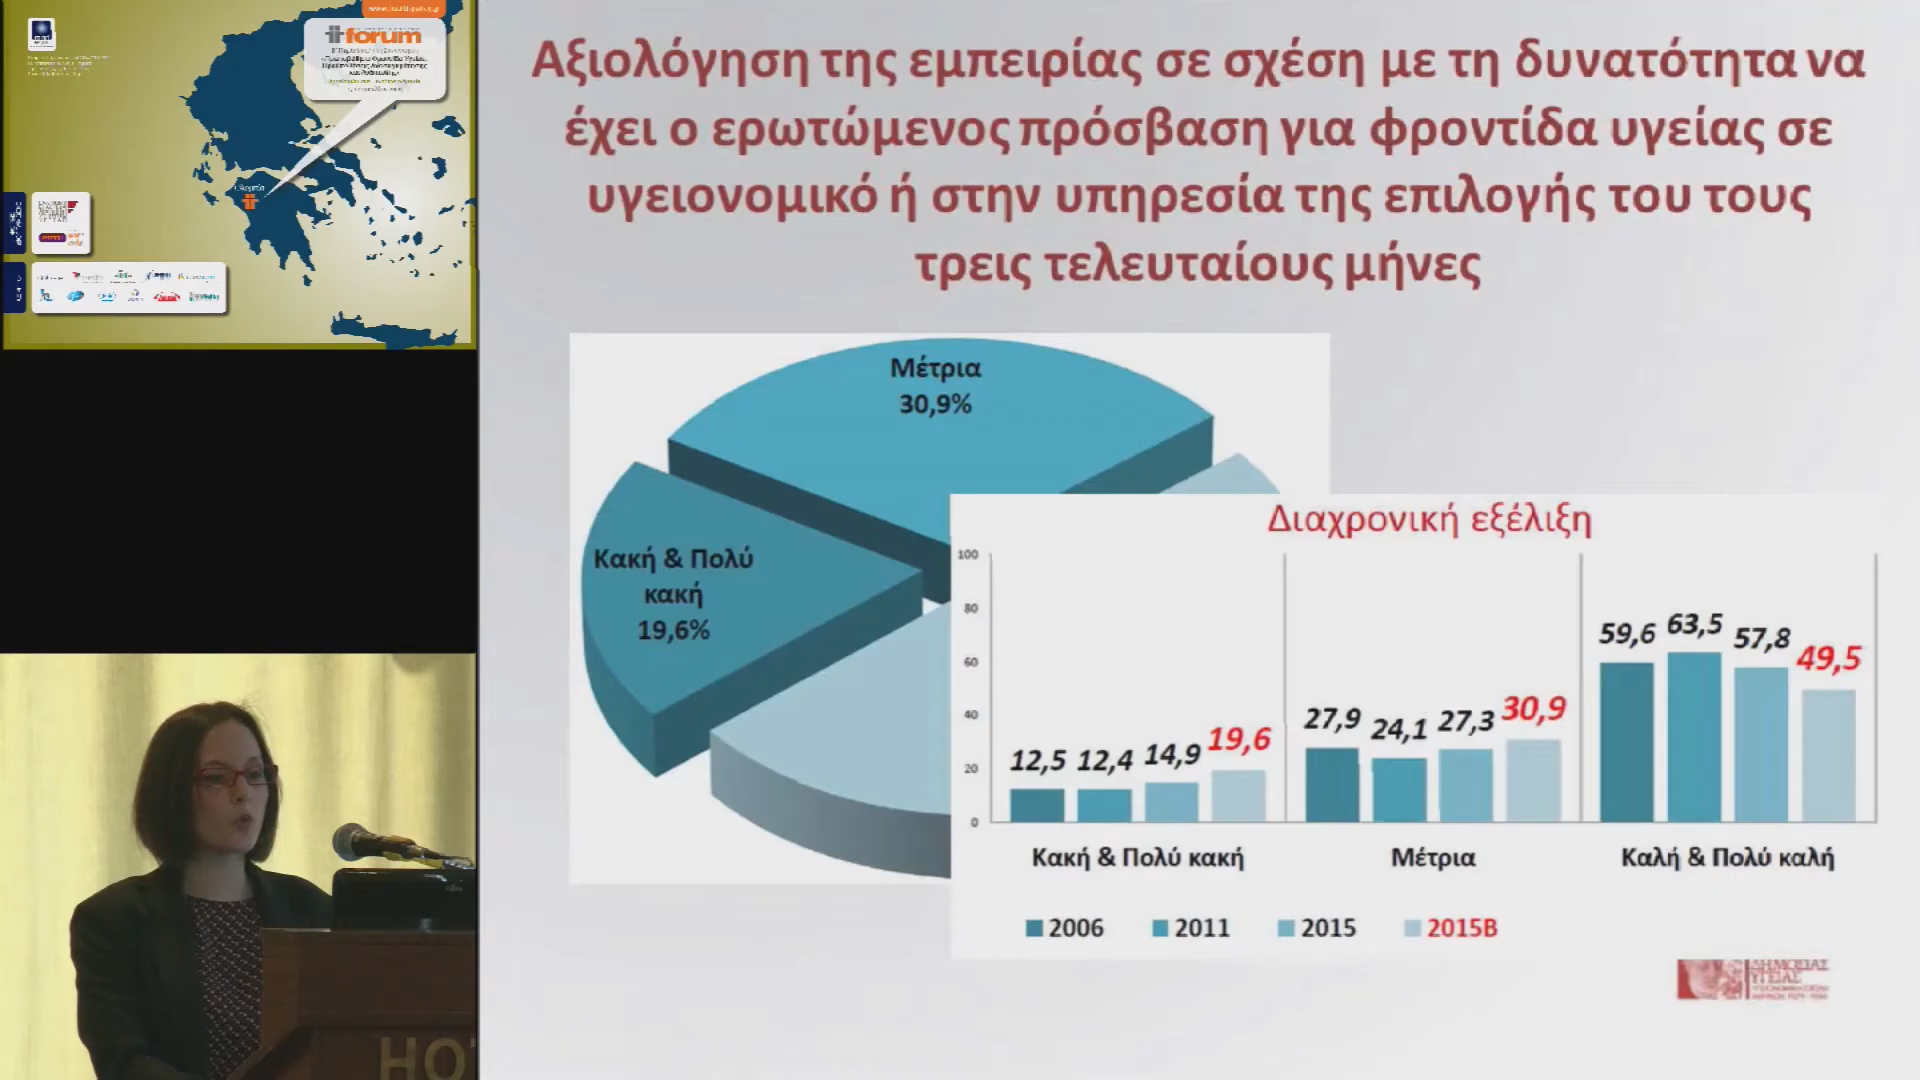 forum
Αξιολόγηση της εμπειρίας σε σχέση με τη δυνατότητα να
έχει ο ερωτώμενος πρόσβαση για φροντίδα υγείας σε
υγειονομικό ή στην υπηρεσία της επιλογής του τους
τρεις τελευταίους μήνες
Μέτρια
30,9%
Κακή & Πολύ
κακή
19,6%
Διαχρονική εξέλιξη
100
80
60
40
20
0
12,5 12,4 14,9 19,6
27,9 24,1 27,3 30,9
59,6 63,5 57,8 49,5
Κακή & Πολύ κακή
Μέτρια
Καλή & Πολύ καλή
2006 2011 2015 2015B
ΔΗΜΟΣΙΑΣ
ΥΓΕΙΑΣ
HO